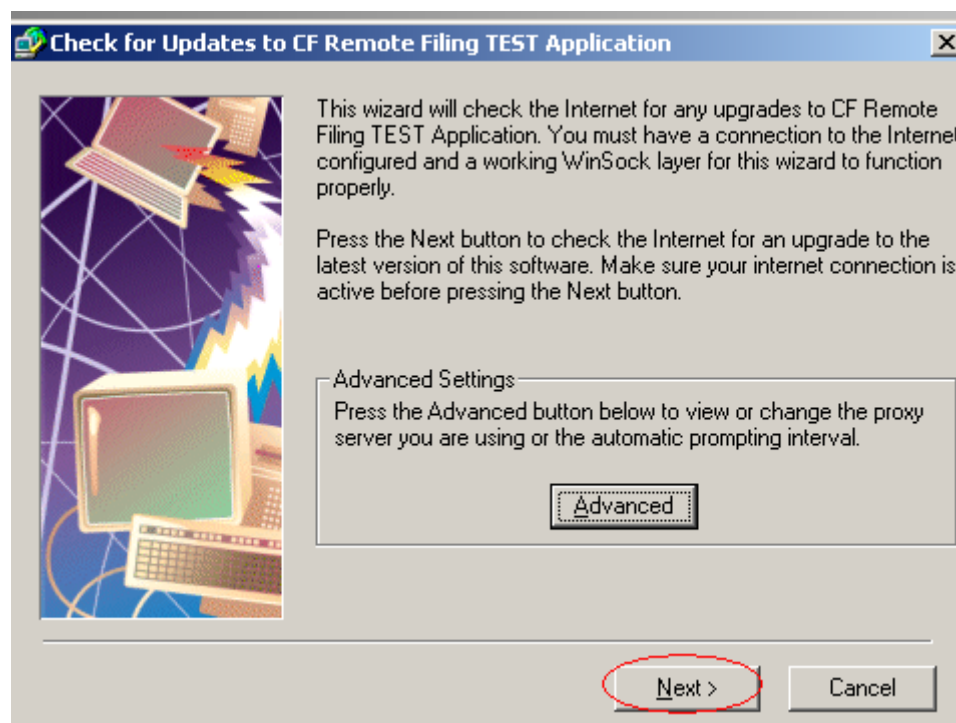 Check for Updates to CF Remote Filing TEST Application
This wizard will check the Internet for any upgrades to CF Remote
Filing TEST Application. You must have a connection to the Internet
configured and a working WinSock layer for this wizard to function
properly.
Press the Next button to check the Internet for an upgrade to the
latest version of this software. Make sure your internet connection is
active before pressing the Next button.
Advanced Settings
Press the Advanced button below to view or change the proxy
server you are using or the automatic prompting interval.
Advanced
Next >
Cancel